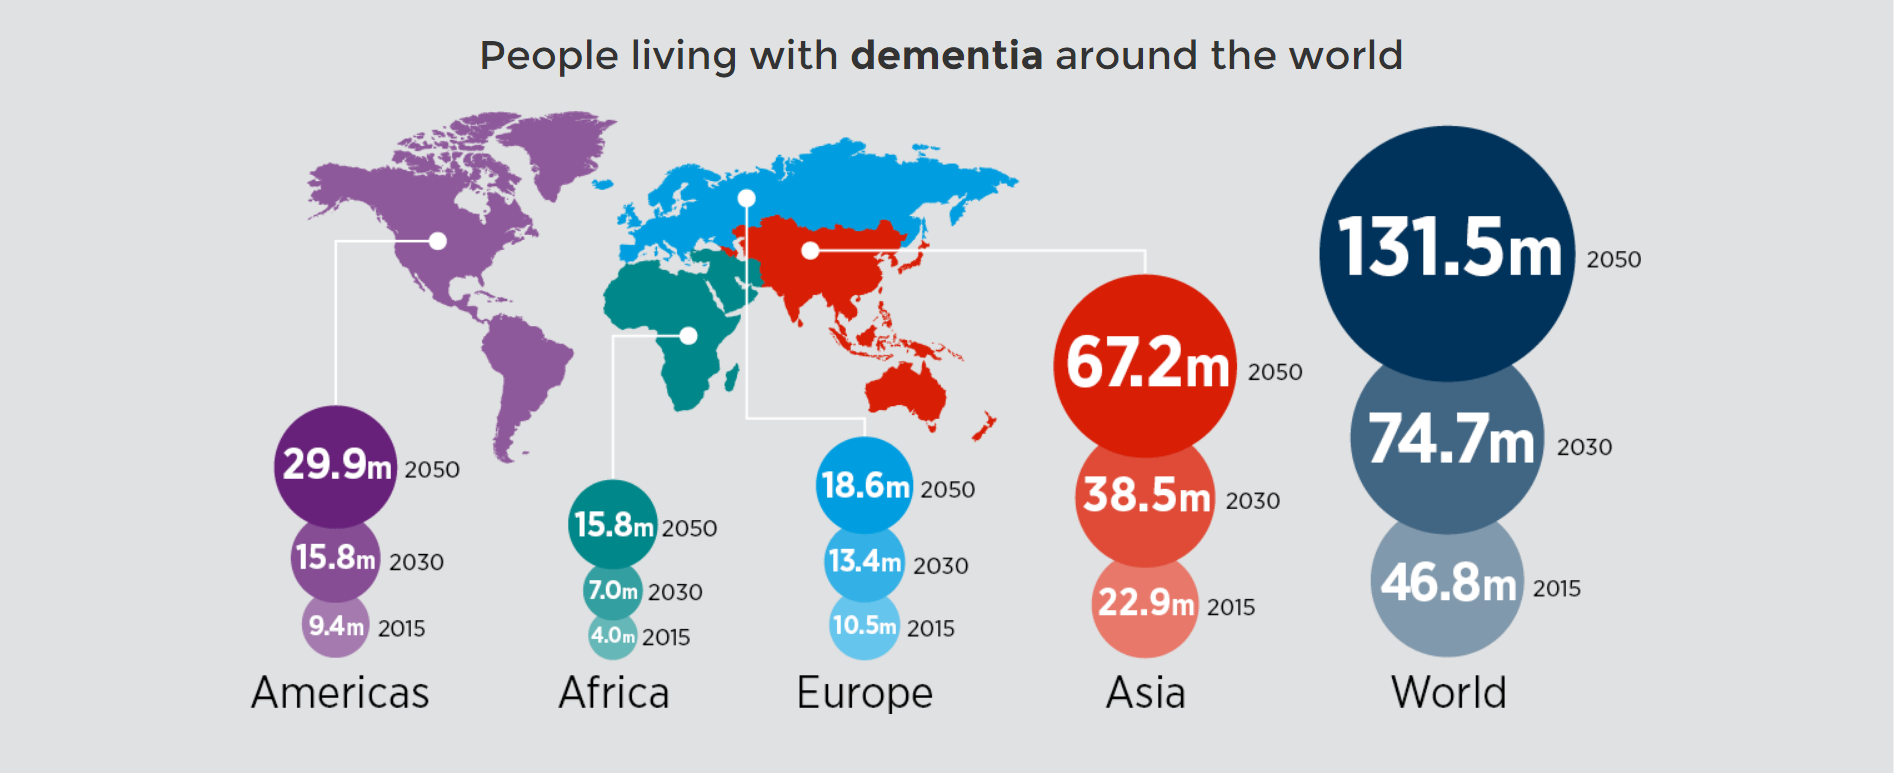 People living with dementia around the world
29.9m 2050
15.8m 2030
9.4m 2015
Americas
15.8m 2050
7.0m 2030
4.0m 2015
Africa
18.6m 2050
13.4m 2030
10.5m 2015
Europe
67.2m 2050
38.5m 2030
22.9m 2015
Asia
131.5m 2050
74.7m 2030
46.8m 2015
World